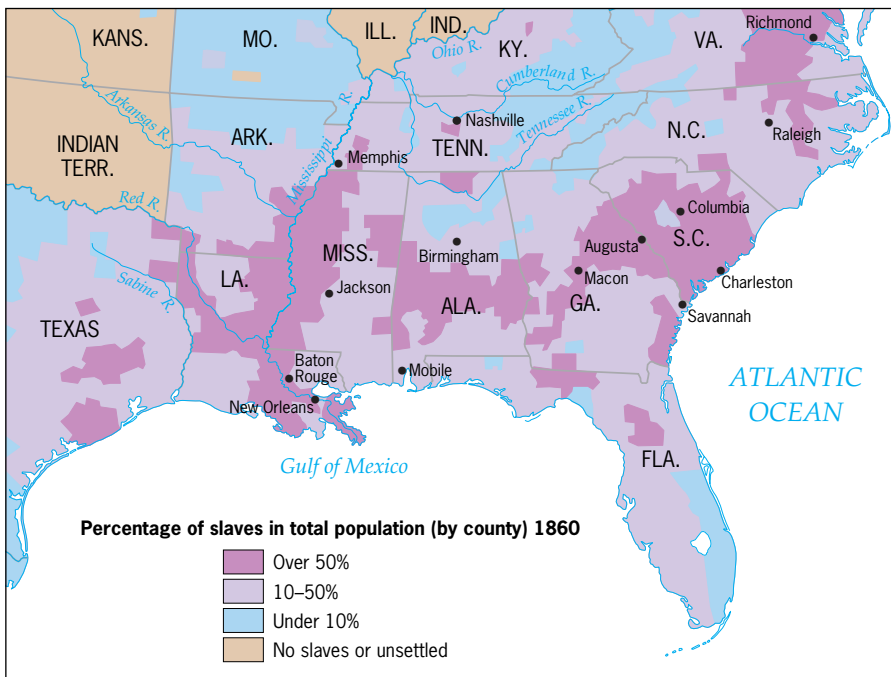 KANS.
MO.
ILL.
IND.
Ohio R.
KY.
VA.
Richmond
Cumberland R.
Arkansas R.
INDIAN
TERR.
ARK.
Mississippi R.
Nashville
TENN.
Tennessee R.
N.C.
Raleigh
Memphis
Red R.
Columbia
S.C.
Augusta
Birmingham
MISS.
Macon
Charleston
LA.
Jackson
ALA.
GA.
Savannah
Sabine R.
TEXAS
Baton
Rouge
Mobile
New Orleans
ATLANTIC
OCEAN
Gulf of Mexico
FLA.
Percentage of slaves in total population (by county) 1860
Over 50%
10–50%
Under 10%
No slaves or unsettled